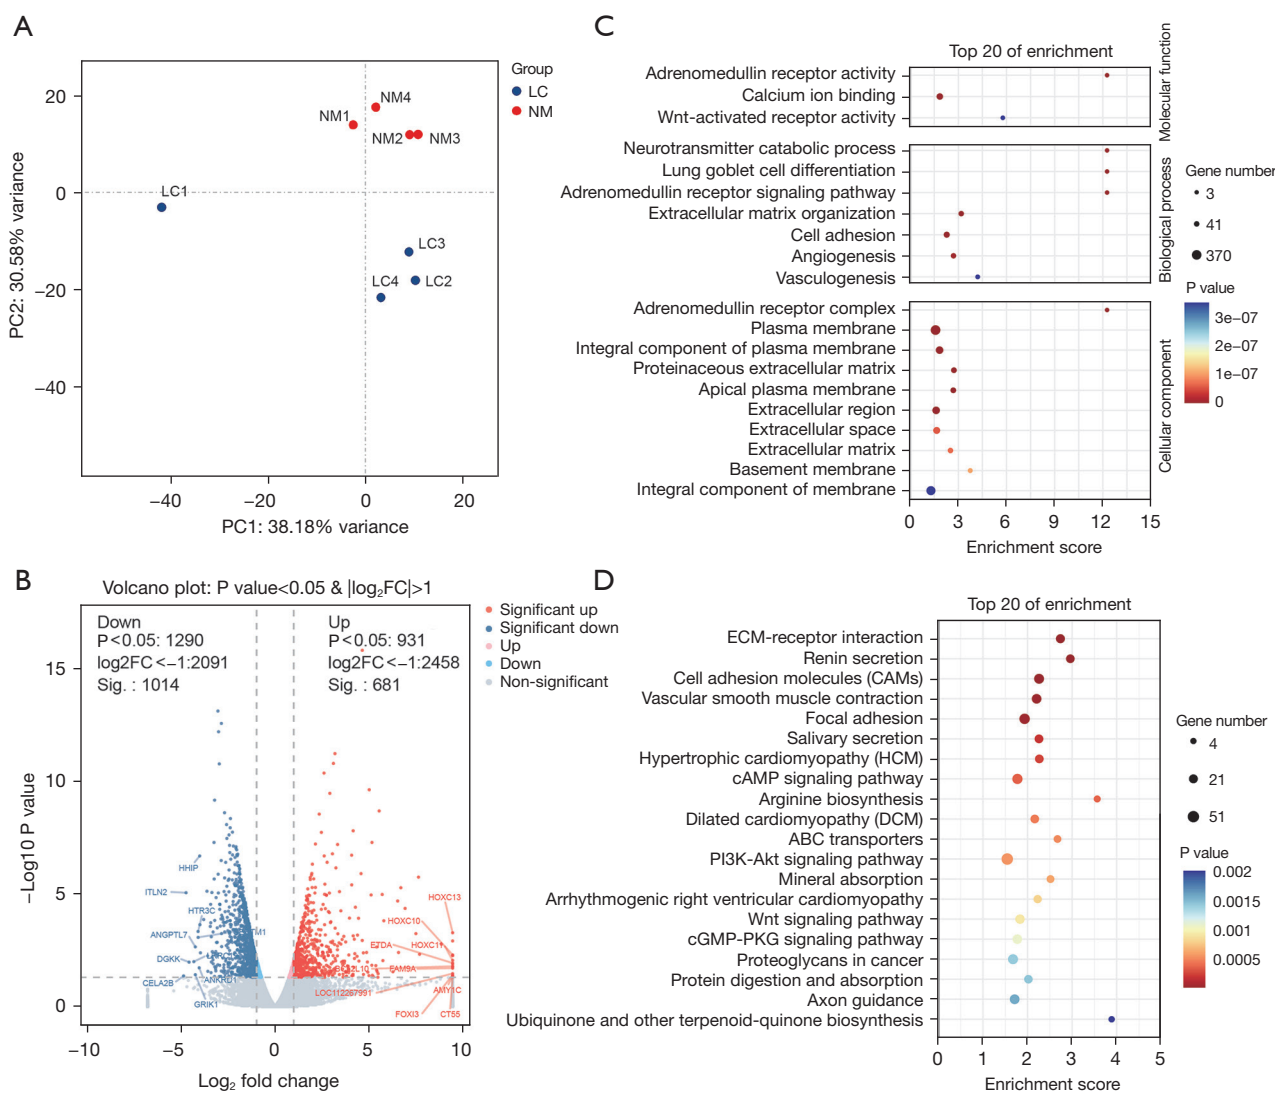 A
Group
LC
NM
NM4
NM1
NM2
NM3
LC1
LC3
LC4
LC2
20
0
−20
−40
PC2: 30.58% variance
−40
−20
0
20
PC1: 38.18% variance
B
Volcano plot: P value<0.05 & |log₂FC|>1
Down
P<0.05: 1290
log2FC<−1:2091
Sig. : 1014
Up
P<0.05: 931
log2FC<−1:2458
Sig. : 681
Significant up
Significant down
Up
Down
Non-significant
15
10
5
0
−Log10 P value
HHIP
ITLN2
HTR3C
ANGPTL7
DGKK
CELA2B
ANKRD1
GRIK1
HOXC13
HOXC10
HOXC11
ETDA
FAM9A
LOC112267991
AMY1C
FOXI3
CT55
−10
−5
0
5
10
Log₂ fold change
C
Top 20 of enrichment
Adrenomedullin receptor activity
Calcium ion binding
Wnt-activated receptor activity
Molecular function
Neurotransmitter catabolic process
Lung goblet cell differentiation
Adrenomedullin receptor signaling pathway
Extracellular matrix organization
Cell adhesion
Angiogenesis
Vasculogenesis
Biological process
Adrenomedullin receptor complex
Plasma membrane
Integral component of plasma membrane
Proteinaceous extracellular matrix
Apical plasma membrane
Extracellular region
Extracellular space
Extracellular matrix
Basement membrane
Integral component of membrane
Cellular component
0
3
6
9
12
15
Enrichment score
Gene number
3
41
370
P value
3e−07
2e−07
1e−07
0
D
Top 20 of enrichment
ECM-receptor interaction
Renin secretion
Cell adhesion molecules (CAMs)
Vascular smooth muscle contraction
Focal adhesion
Salivary secretion
Hypertrophic cardiomyopathy (HCM)
cAMP signaling pathway
Arginine biosynthesis
Dilated cardiomyopathy (DCM)
ABC transporters
PI3K-Akt signaling pathway
Mineral absorption
Arrhythmogenic right ventricular cardiomyopathy
Wnt signaling pathway
cGMP-PKG signaling pathway
Proteoglycans in cancer
Protein digestion and absorption
Axon guidance
Ubiquinone and other terpenoid-quinone biosynthesis
0
1
2
3
4
5
Enrichment score
Gene number
4
21
51
P value
0.002
0.0015
0.001
0.0005